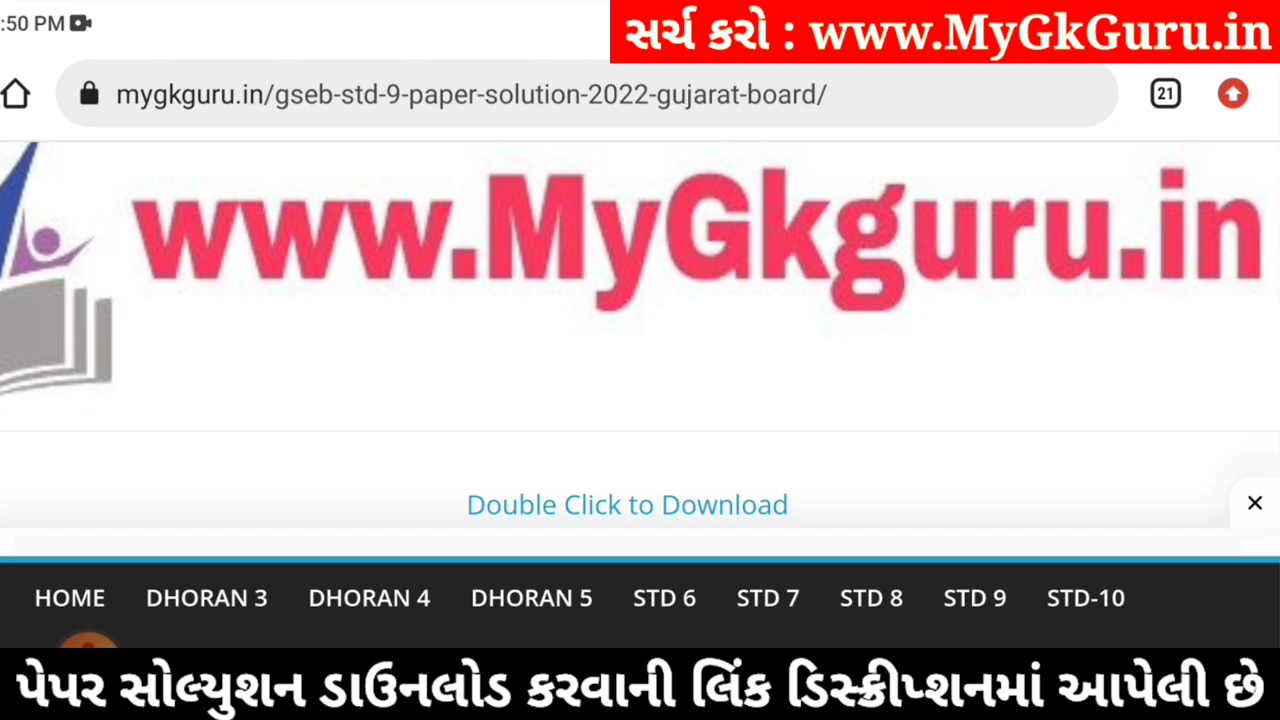 :50 PM
સર્ચ કરો : www.MyGkGuru.in
mygkguru.in/gseb-std-9-paper-solution-2022-gujarat-board/
21
www.MyGkguru.in
Double Click to Download
×
HOME DHORAN 3 DHORAN 4 DHORAN 5 STD 6 STD 7 STD 8 STD 9 STD-10
પેપર સોલ્યુશન ડાઉનલોડ કરવાની લિંક ડિસ્ક્રીપ્શનમાં આપેલી છે